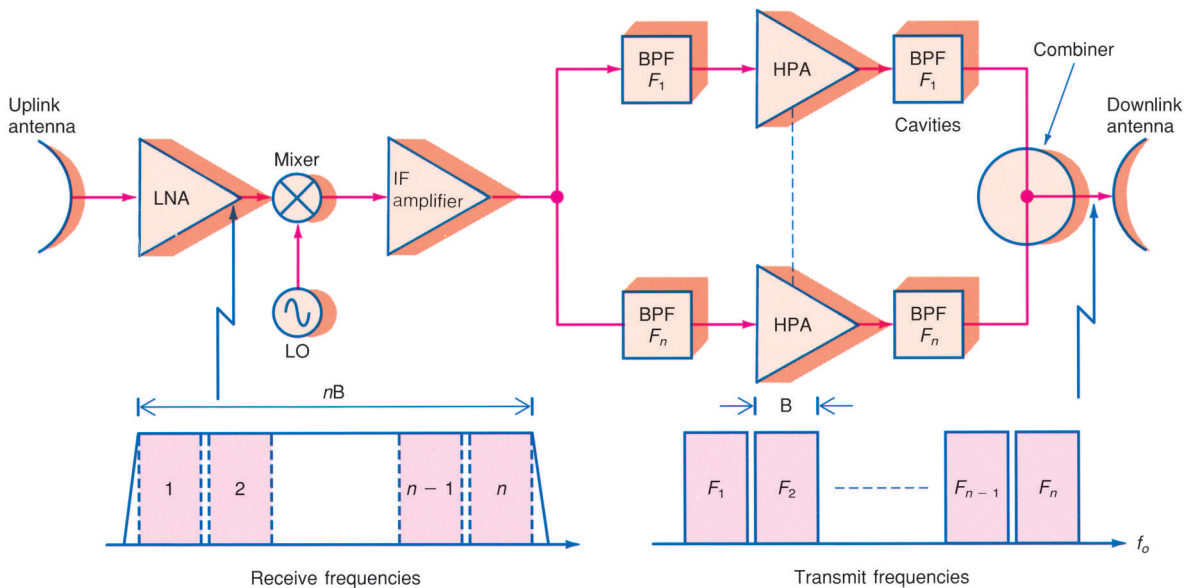 Uplink
antenna
LNA
Mixer
LO
IF
amplifier
BPF
F₁
HPA
BPF
F₁
Cavities
Combiner
Downlink
antenna
BPF
Fₙ
HPA
BPF
Fₙ
nB
1
2
n − 1
n
Receive frequencies
B
F₁
F₂
Fₙ₋₁
Fₙ
fₒ
Transmit frequencies